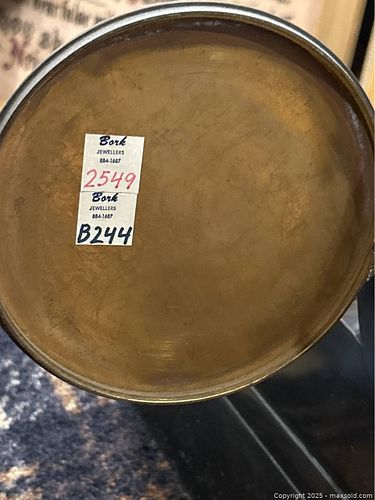 Bork
JEWELLERS
884-1687
2549
Bork
JEWELLERS
884-1687
B244
Copyright 2025 - maxsold.com